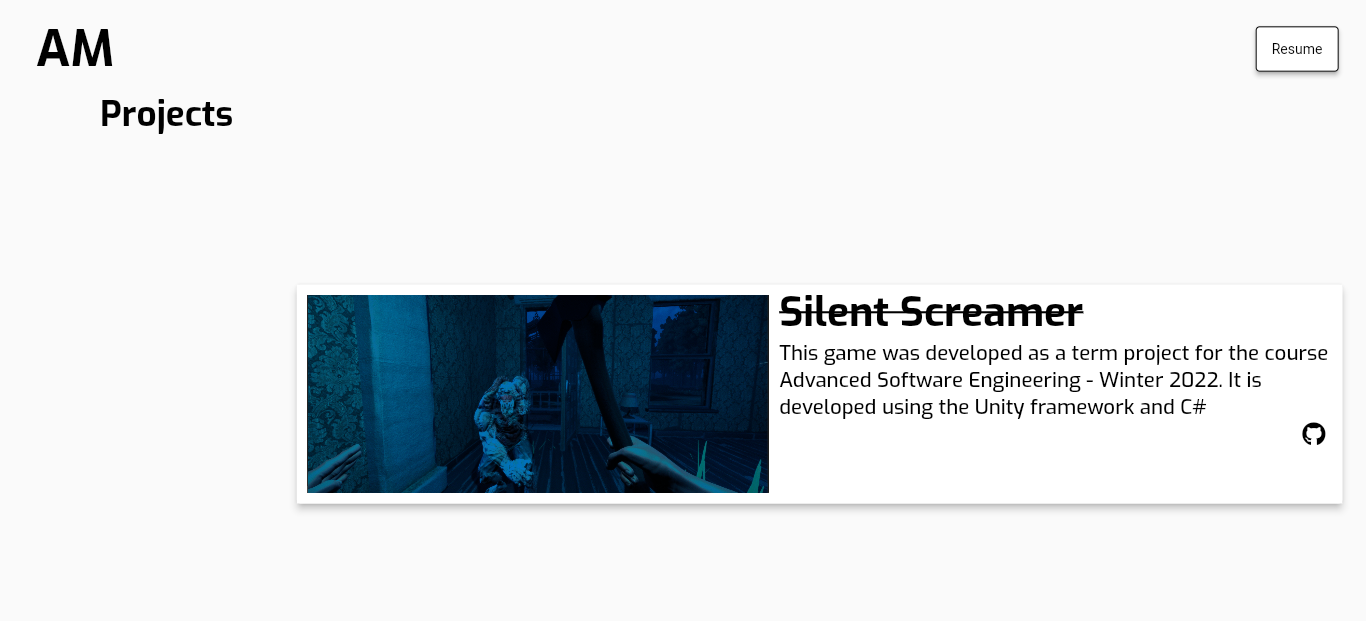 AM
Resume
Projects
Silent Screamer
This game was developed as a term project for the course
Advanced Software Engineering - Winter 2022. It is
developed using the Unity framework and C#